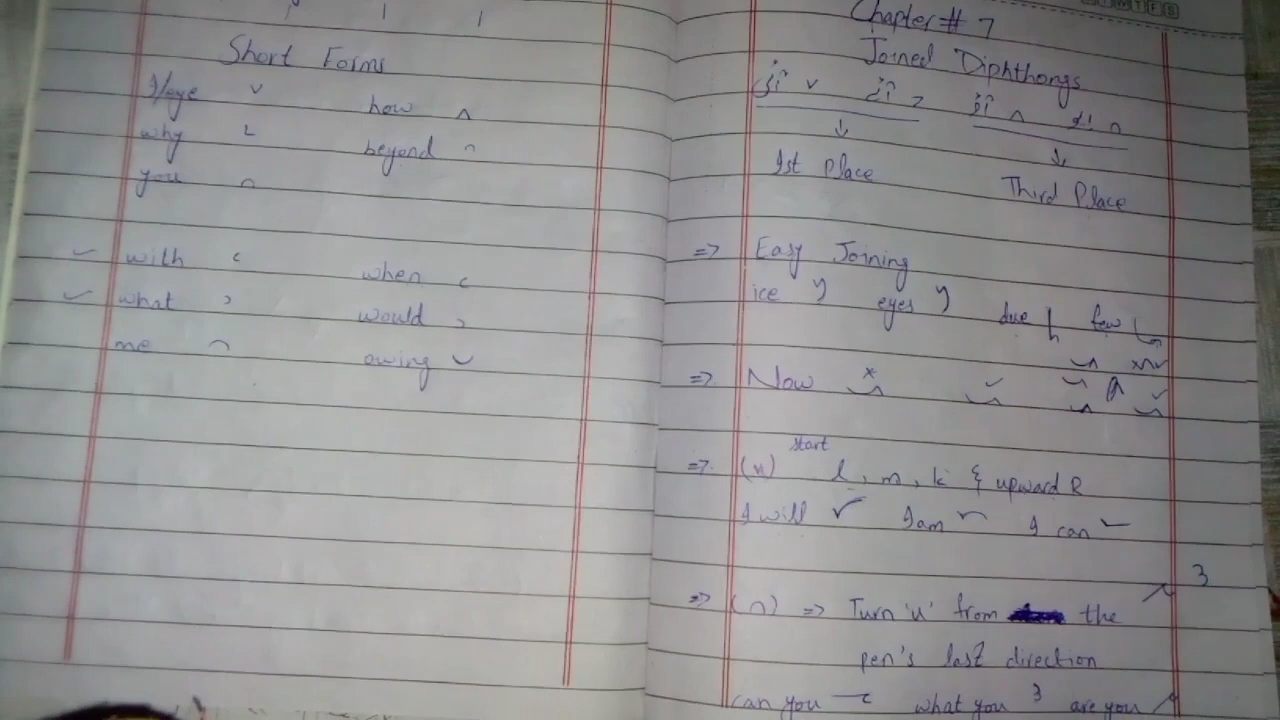 Short Forms
I/eye how
why beyond
you
with when
what would
me owing
Chapter # 7
Joined Diphthongs
1st Place
Third Place
=> Easy Joining
ice eyes due few
=> Now
start
=> l, m, k & upward R
I will I am I can
3
=> (∩) => Turn 'u' from the
pen's last direction
can you what you are you